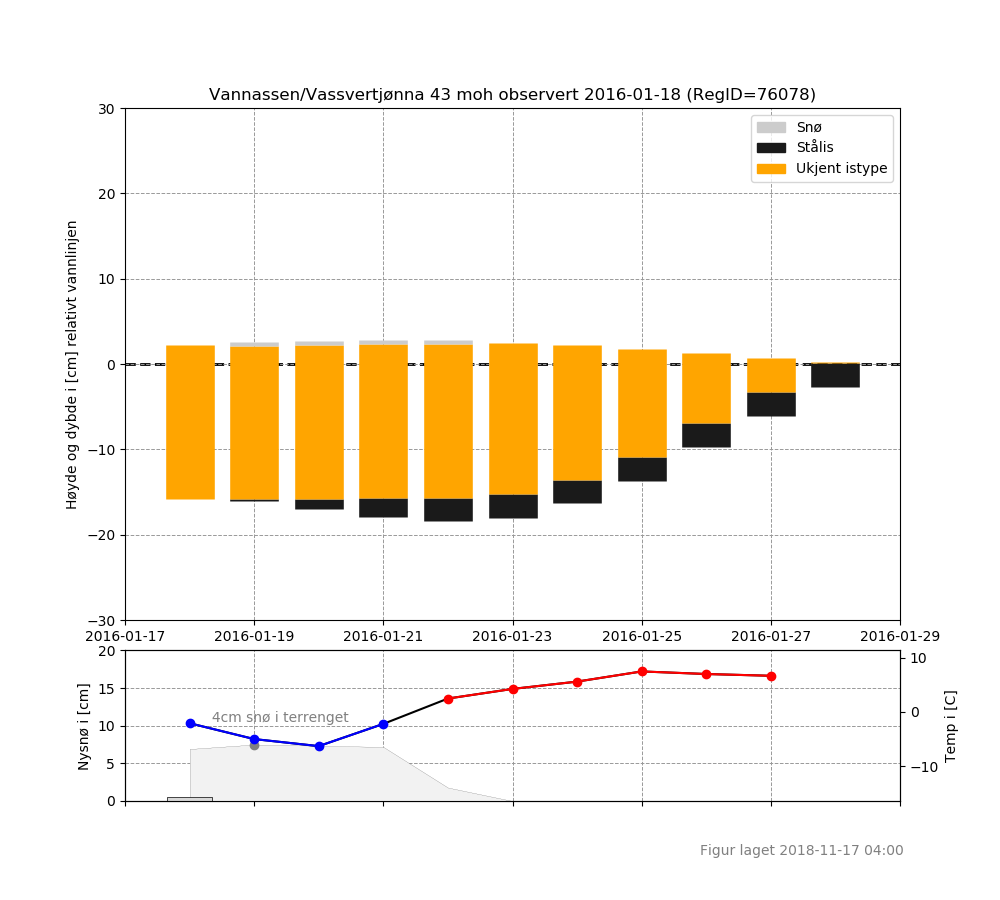 Vannassen/Vassvertjønna 43 moh observert 2016-01-18 (RegID=76078)
30
20
10
0
−10
−20
−30
Høyde og dybde i [cm] relativt vannlinjen
Snø
Stålis
Ukjent istype
2016-01-17 2016-01-19 2016-01-21 2016-01-23 2016-01-25 2016-01-27 2016-01-29
20
15
10
5
0
Nysnø i [cm]
4cm snø i terrenget
10
0
−10
Temp i [C]
Figur laget 2018-11-17 04:00